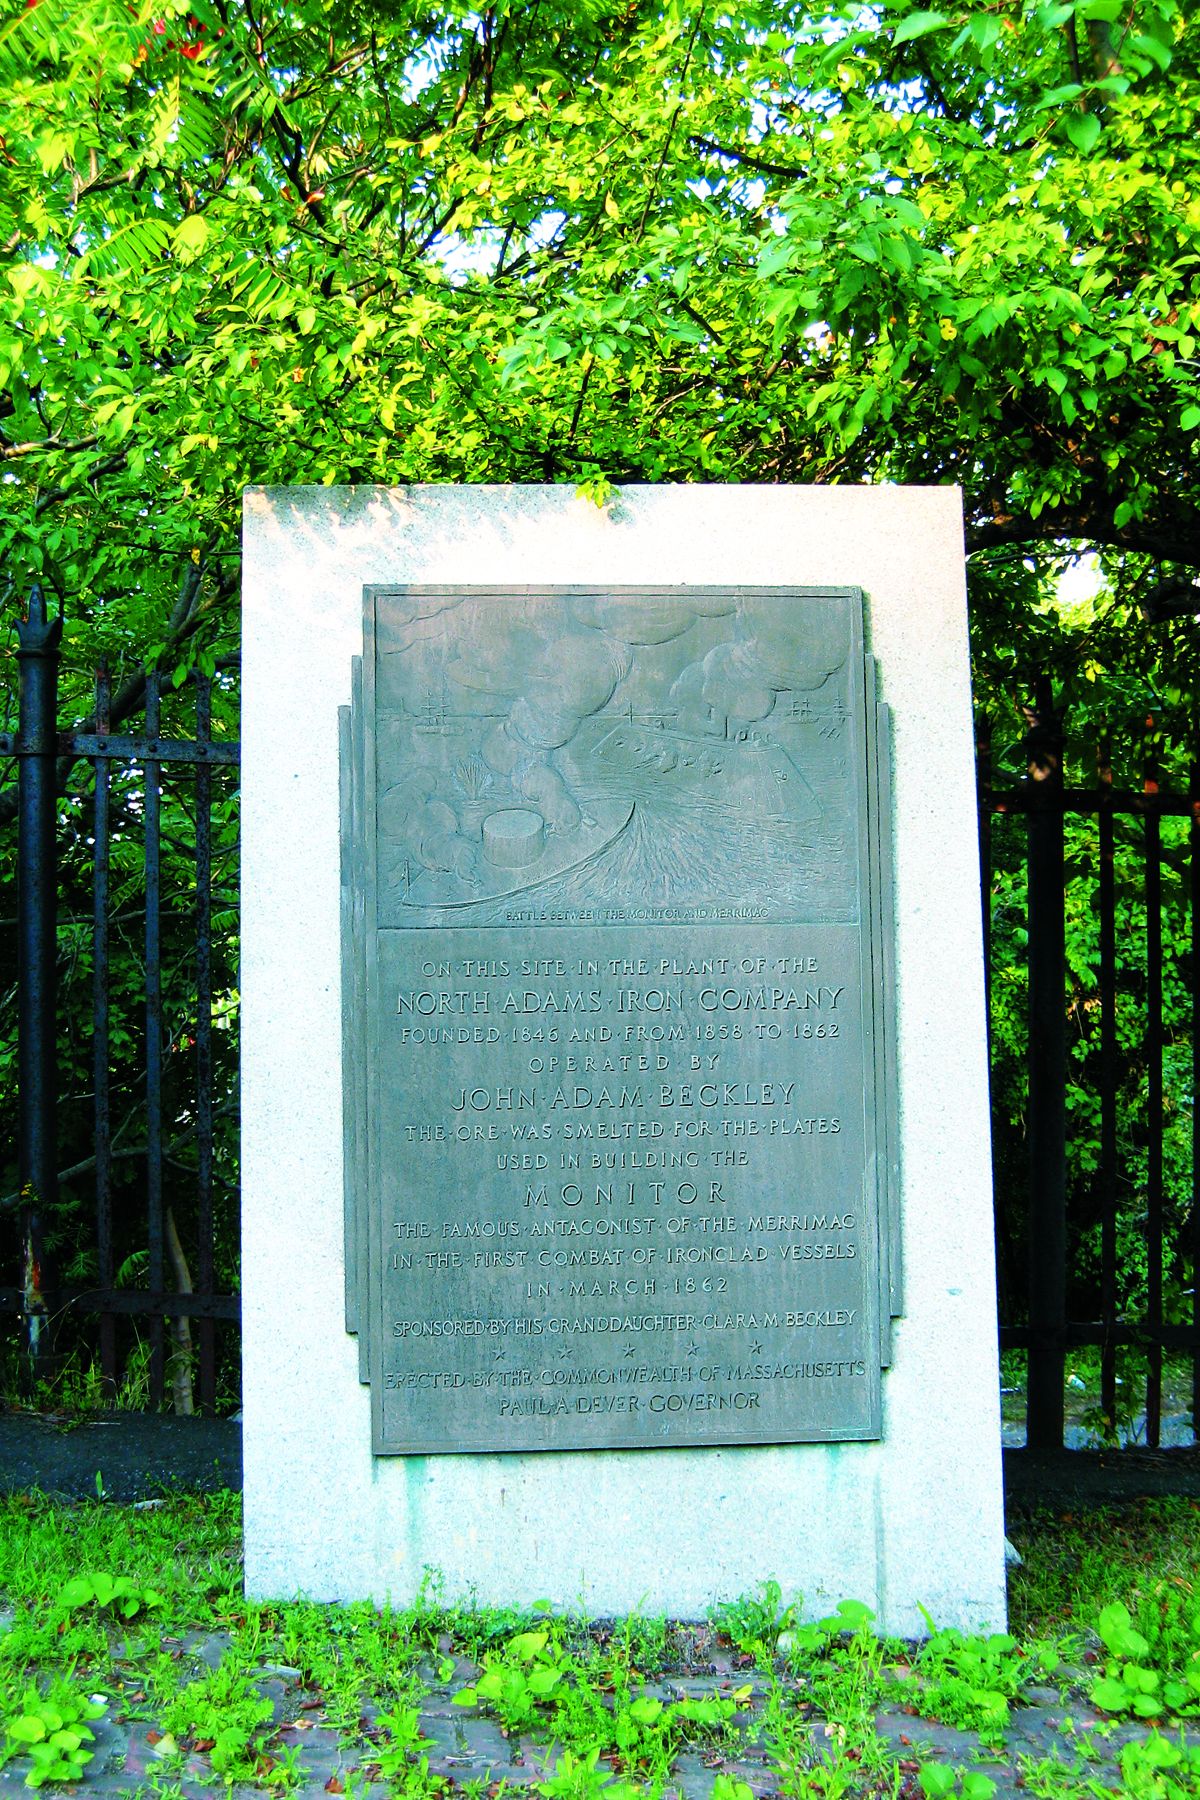 BATTLE BETWEEN THE MONITOR AND MERRIMAC
ON·THIS·SITE·IN·THE·PLANT·OF·THE
NORTH·ADAMS·IRON·COMPANY
FOUNDED·1846·AND·FROM·1858·TO·1862
OPERATED·BY
JOHN·ADAM·BECKLEY
THE·ORE·WAS·SMELTED·FOR·THE·PLATES
USED·IN·BUILDING·THE
MONITOR
THE·FAMOUS·ANTAGONIST·OF·THE·MERRIMAC
IN·THE·FIRST·COMBAT·OF·IRONCLAD·VESSELS
IN·MARCH·1862
SPONSORED·BY·HIS·GRANDDAUGHTER·CLARA·M·BECKLEY
ERECTED·BY·THE·COMMONWEALTH·OF·MASSACHUSETTS
PAUL·A·DEVER·GOVERNOR